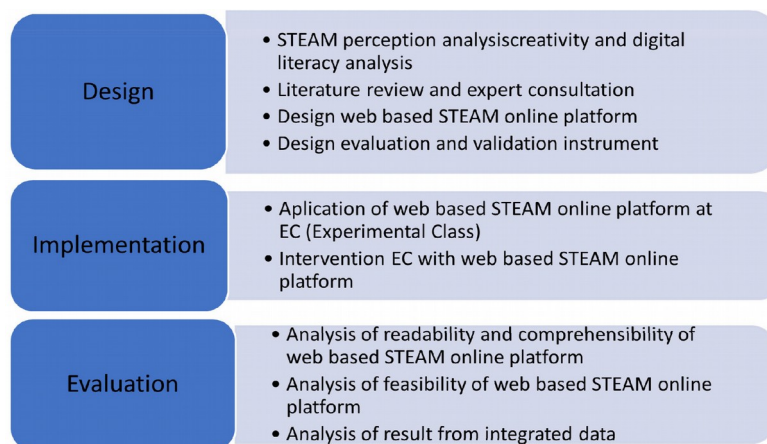 Design
• STEAM perception analysiscreativity and digital
literacy analysis
• Literature review and expert consultation
• Design web based STEAM online platform
• Design evaluation and validation instrument
Implementation
• Aplication of web based STEAM online platform at
EC (Experimental Class)
• Intervention EC with web based STEAM online
platform
Evaluation
• Analysis of readability and comprehensibility of
web based STEAM online platform
• Analysis of feasibility of web based STEAM online
platform
• Analysis of result from integrated data